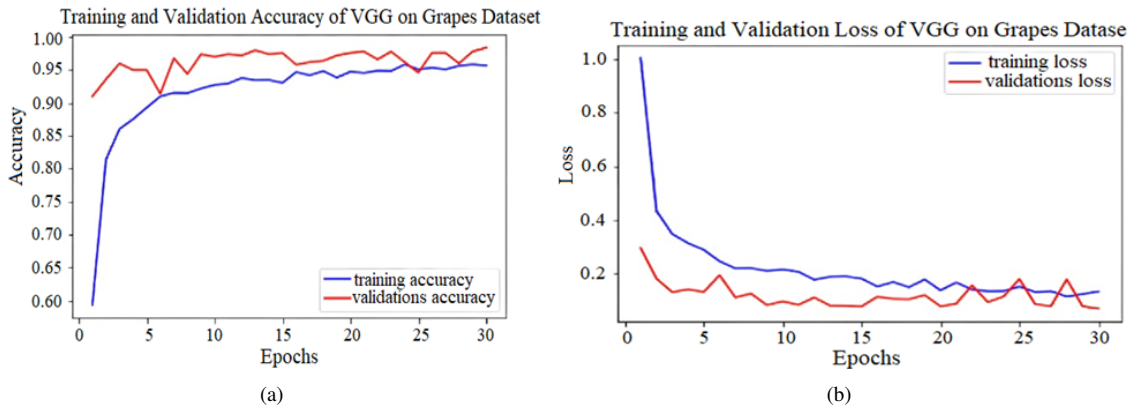 Training and Validation Accuracy of VGG on Grapes Dataset
1.00
0.95
0.90
0.85
0.80
0.75
0.70
0.65
0.60
Accuracy
training accuracy
validations accuracy
0 5 10 15 20 25 30
Epochs
(a)
Training and Validation Loss of VGG on Grapes Datase
1.0
0.8
0.6
0.4
0.2
Loss
training loss
validations loss
0 5 10 15 20 25 30
Epochs
(b)